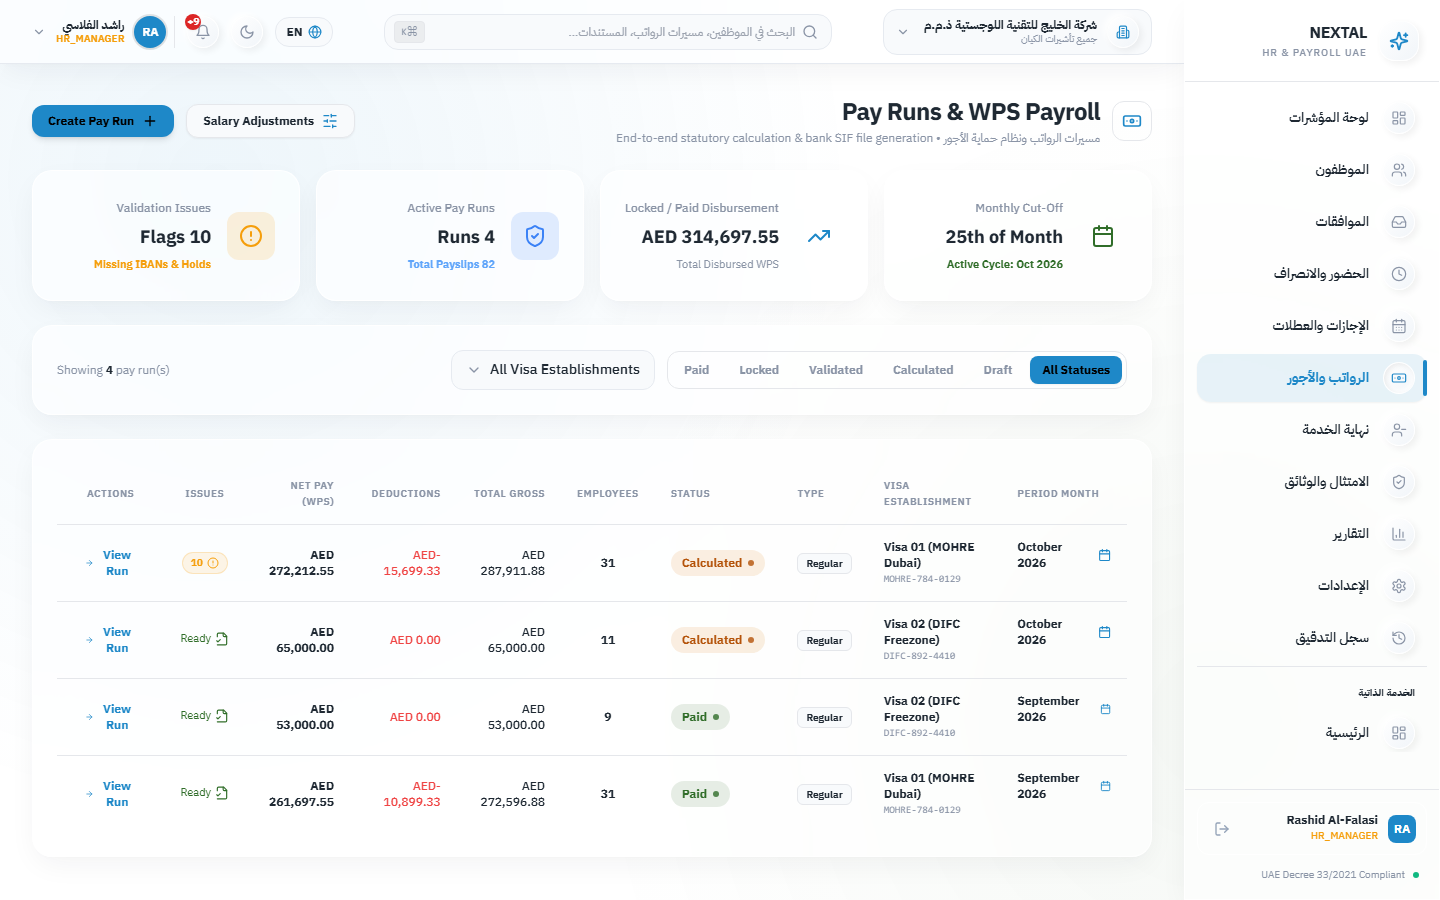 NEXTAL
HR & PAYROLL UAE
شركة الخليج للتقنية اللوجستية ذ.م.م
جميع تأشيرات الكيان
البحث في الموظفين، مسيرات الرواتب، المستندات...
⌘K
EN
+9
RA
راشد الفلاسي
HR_MANAGER
لوحة المؤشرات
الموظفون
الموافقات
الحضور والانصراف
الإجازات والعطلات
الرواتب والأجور
نهاية الخدمة
الامتثال والوثائق
التقارير
الإعدادات
سجل التدقيق
الخدمة الذاتية
الرئيسية
RA
Rashid Al-Falasi
HR_MANAGER
UAE Decree 33/2021 Compliant
Pay Runs & WPS Payroll
End-to-end statutory calculation & bank SIF file generation • مسيرات الرواتب ونظام حماية الأجور
Salary Adjustments
Create Pay Run
Monthly Cut-Off
25th of Month
Active Cycle: Oct 2026
Locked / Paid Disbursement
AED 314,697.55
Total Disbursed WPS
Active Pay Runs
Runs 4
Total Payslips 82
Validation Issues
Flags 10
Missing IBANs & Holds
All Statuses
Draft
Calculated
Validated
Locked
Paid
All Visa Establishments
Showing 4 pay run(s)
PERIOD MONTH
VISA
ESTABLISHMENT
TYPE
STATUS
EMPLOYEES
TOTAL GROSS
DEDUCTIONS
NET PAY
(WPS)
ISSUES
ACTIONS
October
2026
Visa 01 (MOHRE
Dubai)
MOHRE-784-0129
Regular
Calculated
31
AED
287,911.88
AED-
15,699.33
AED
272,212.55
10
View
Run
October
2026
Visa 02 (DIFC
Freezone)
DIFC-892-4410
Regular
Calculated
11
AED
65,000.00
AED 0.00
AED
65,000.00
Ready
View
Run
September
2026
Visa 02 (DIFC
Freezone)
DIFC-892-4410
Regular
Paid
9
AED
53,000.00
AED 0.00
AED
53,000.00
Ready
View
Run
September
2026
Visa 01 (MOHRE
Dubai)
MOHRE-784-0129
Regular
Paid
31
AED
272,596.88
AED-
10,899.33
AED
261,697.55
Ready
View
Run